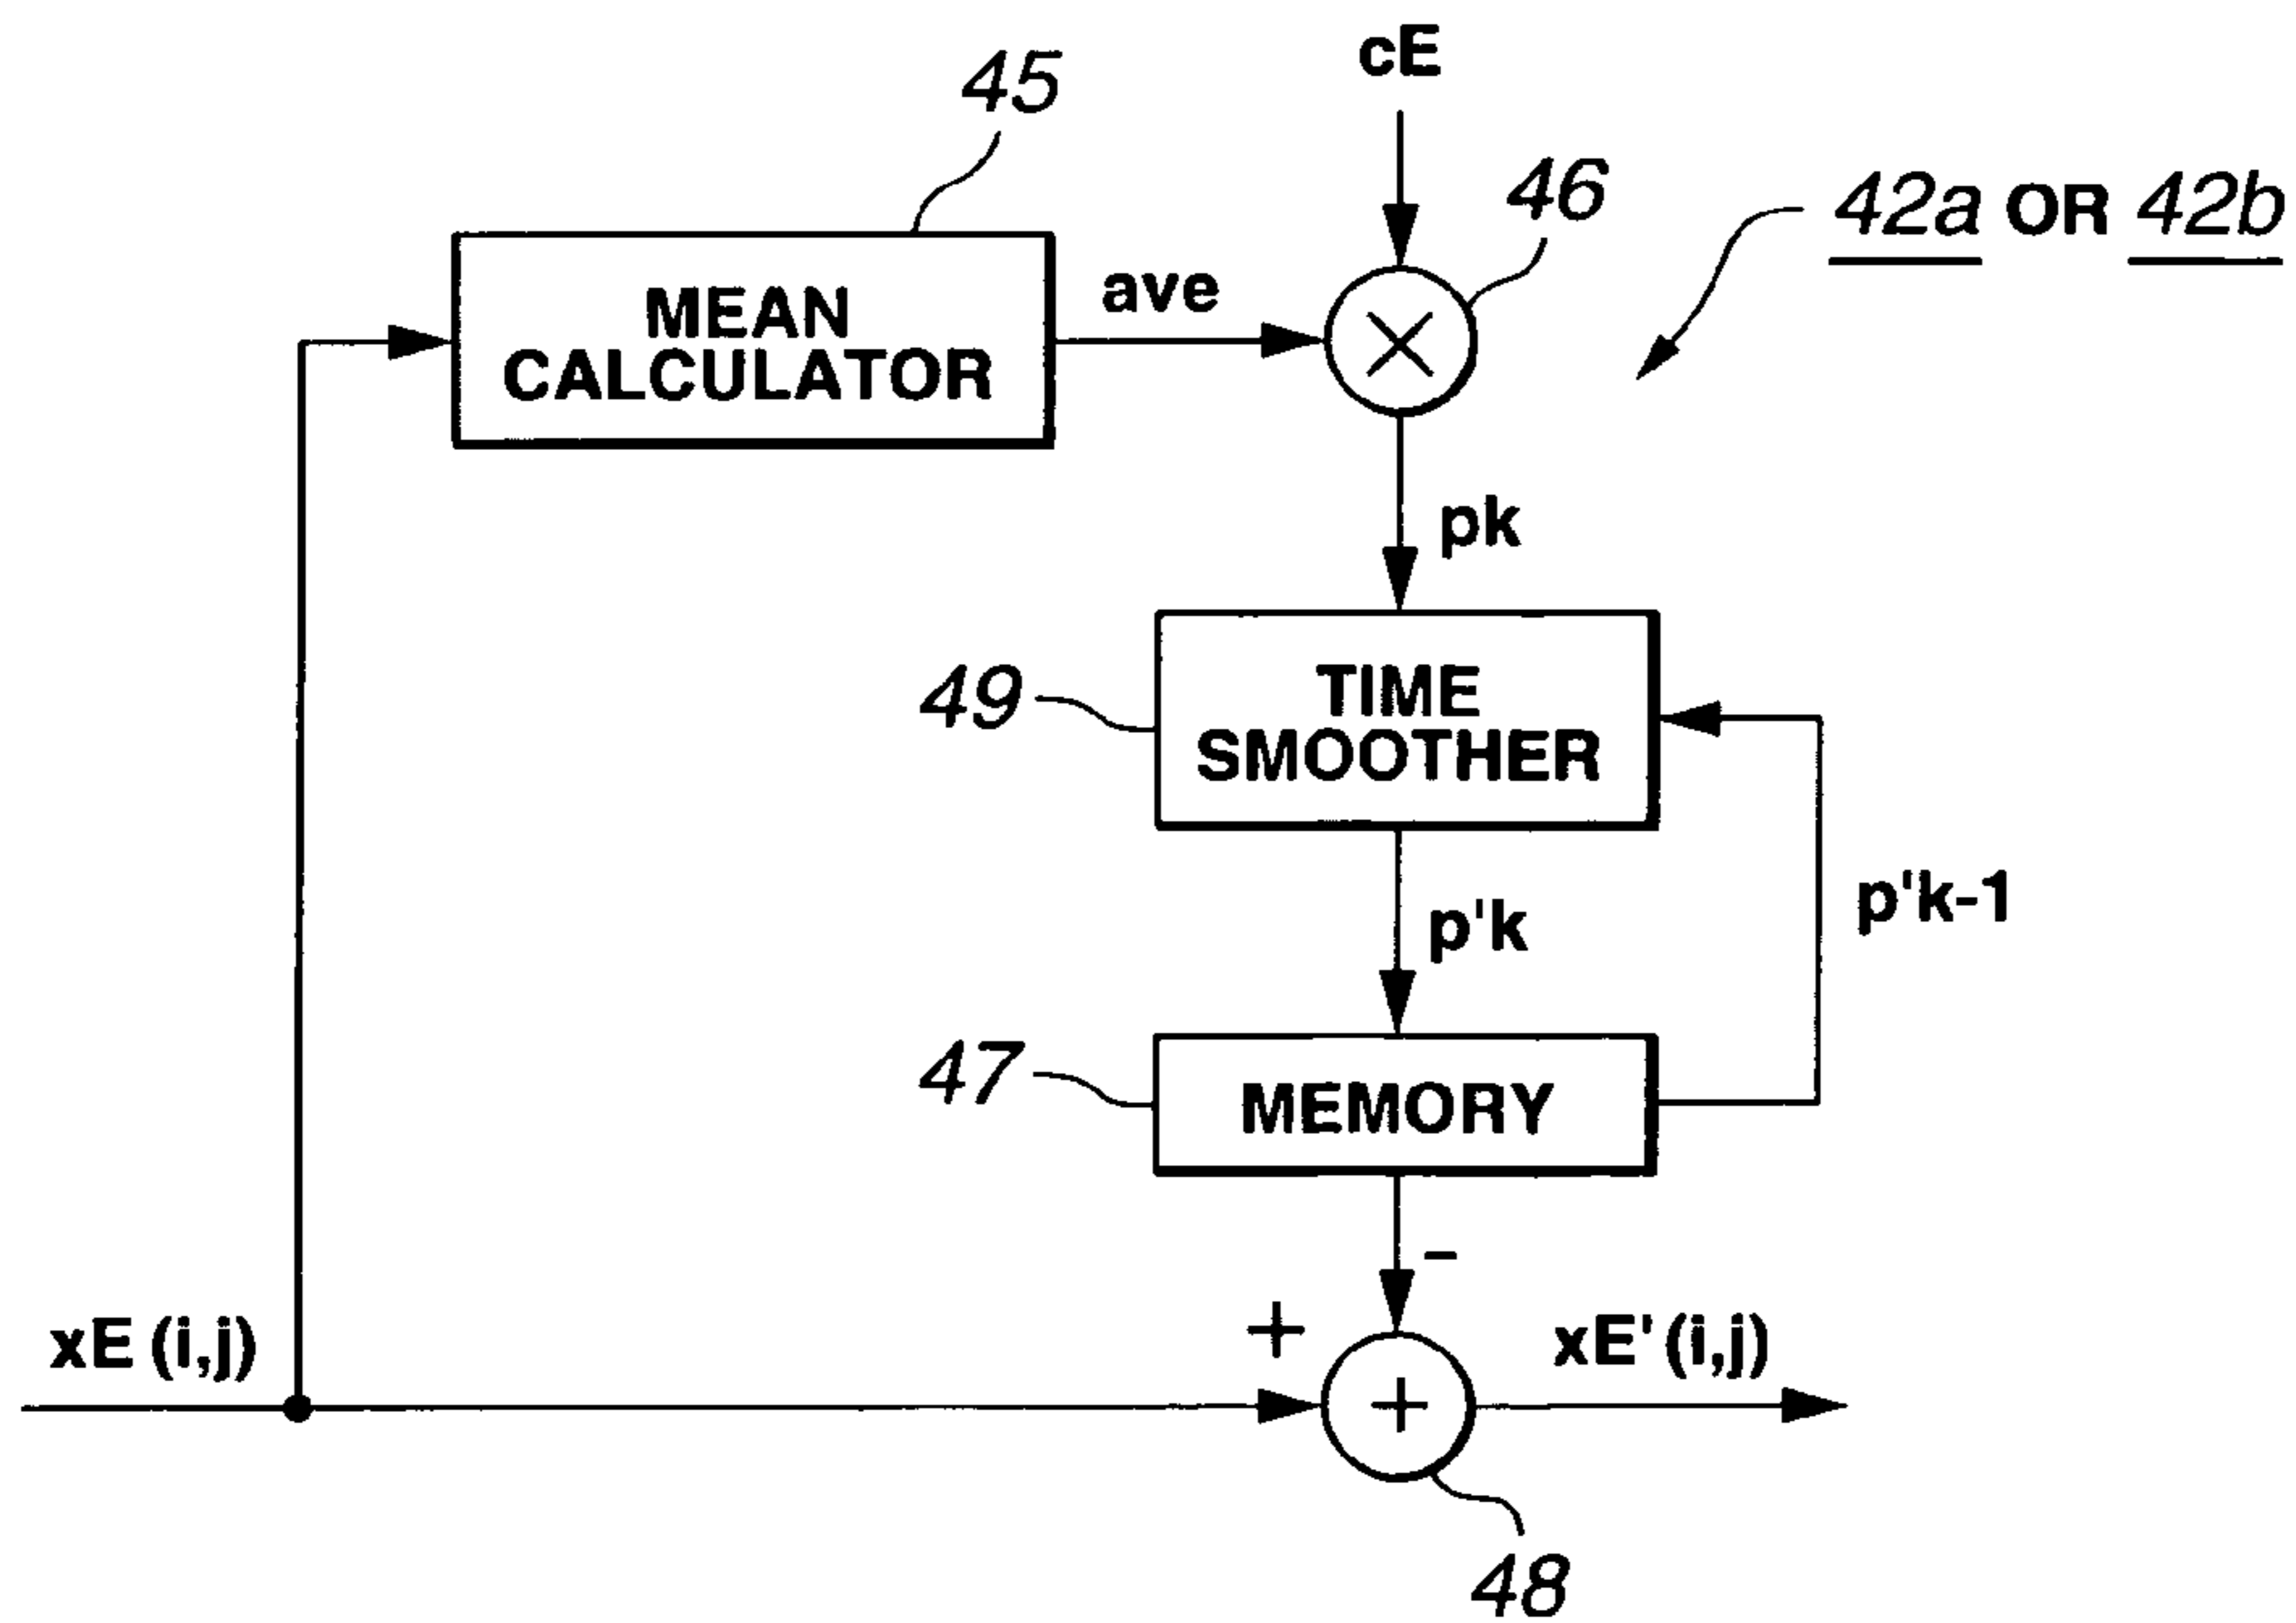 cE
45
46
42a OR 42b
ave
MEAN
CALCULATOR
×
pk
49
TIME
SMOOTHER
p'k
p'k-1
47
MEMORY
–
+
xE (i,j)
xE' (i,j)
+
48